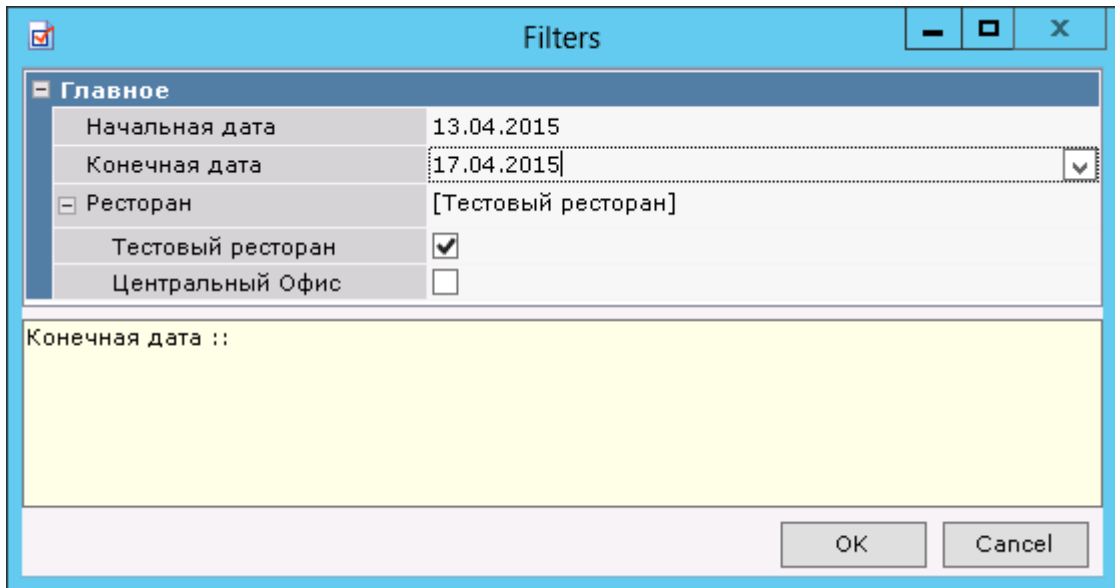 Filters
Главное
Начальная дата 13.04.2015
Конечная дата 17.04.2015
Ресторан [Тестовый ресторан]
Тестовый ресторан
Центральный Офис
Конечная дата ::
OK Cancel